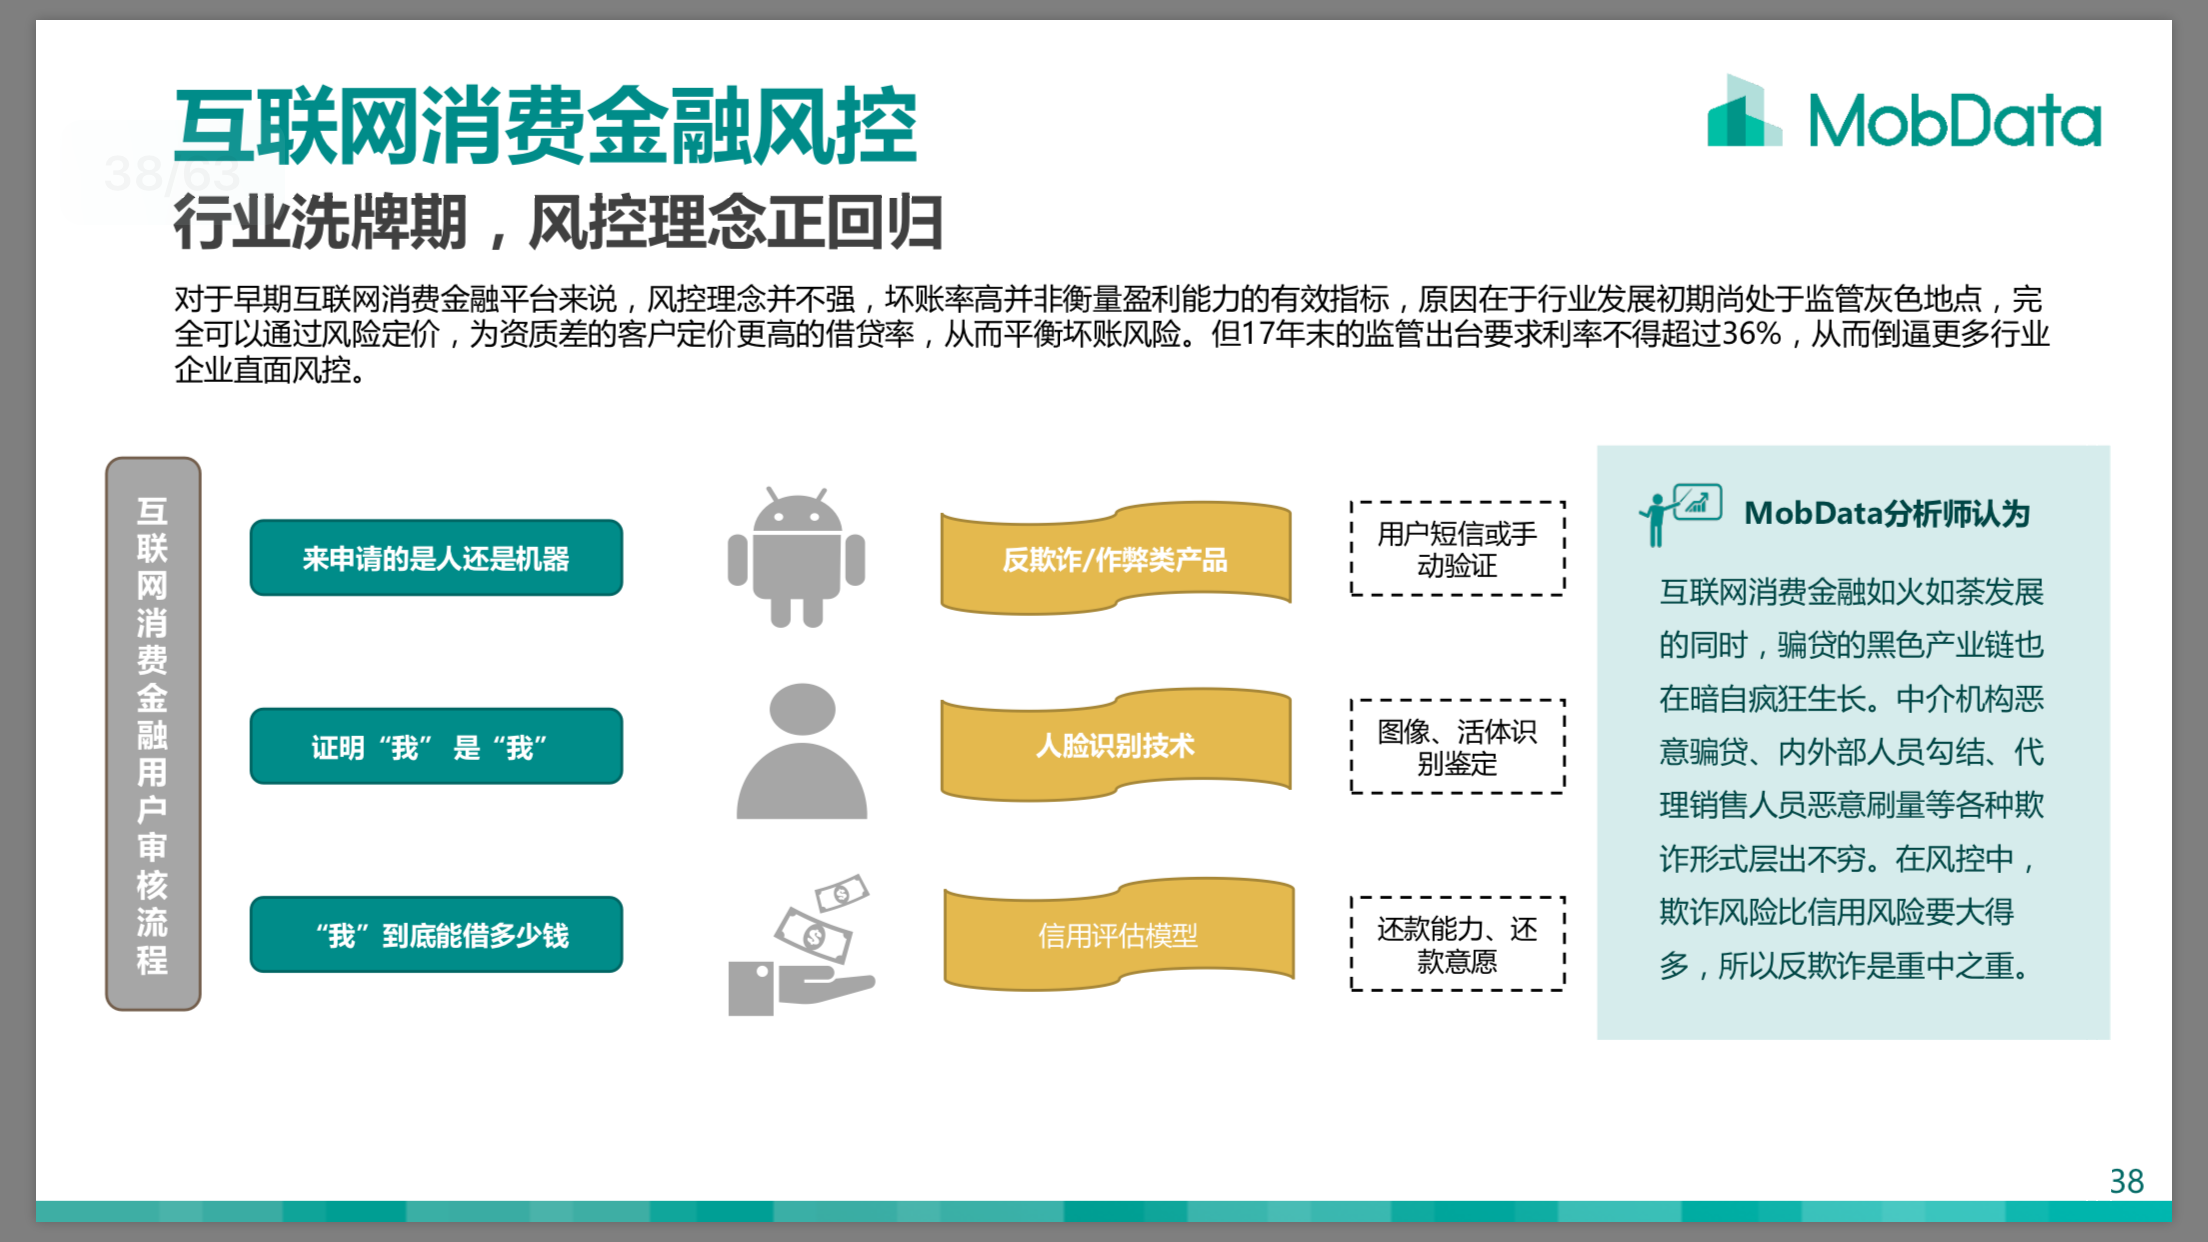 互联网消费金融风控
MobData
38/63
行业洗牌期，风控理念正回归
对于早期互联网消费金融平台来说，风控理念并不强，坏账率高并非衡量盈利能力的有效指标，原因在于行业发展初期尚处于监管灰色地点，完
全可以通过风险定价，为资质差的客户定价更高的借贷率，从而平衡坏账风险。但17年末的监管出台要求利率不得超过36%，从而倒逼更多行业
企业直面风控。
互联网消费金融用户审核流程
来申请的是人还是机器
反欺诈/作弊类产品
用户短信或手
动验证
证明“我” 是“我”
人脸识别技术
图像、活体识
别鉴定
“我”到底能借多少钱
信用评估模型
还款能力、还
款意愿
MobData分析师认为
互联网消费金融如火如荼发展
的同时，骗贷的黑色产业链也
在暗自疯狂生长。中介机构恶
意骗贷、内外部人员勾结、代
理销售人员恶意刷量等各种欺
诈形式层出不穷。在风控中，
欺诈风险比信用风险要大得
多，所以反欺诈是重中之重。
38